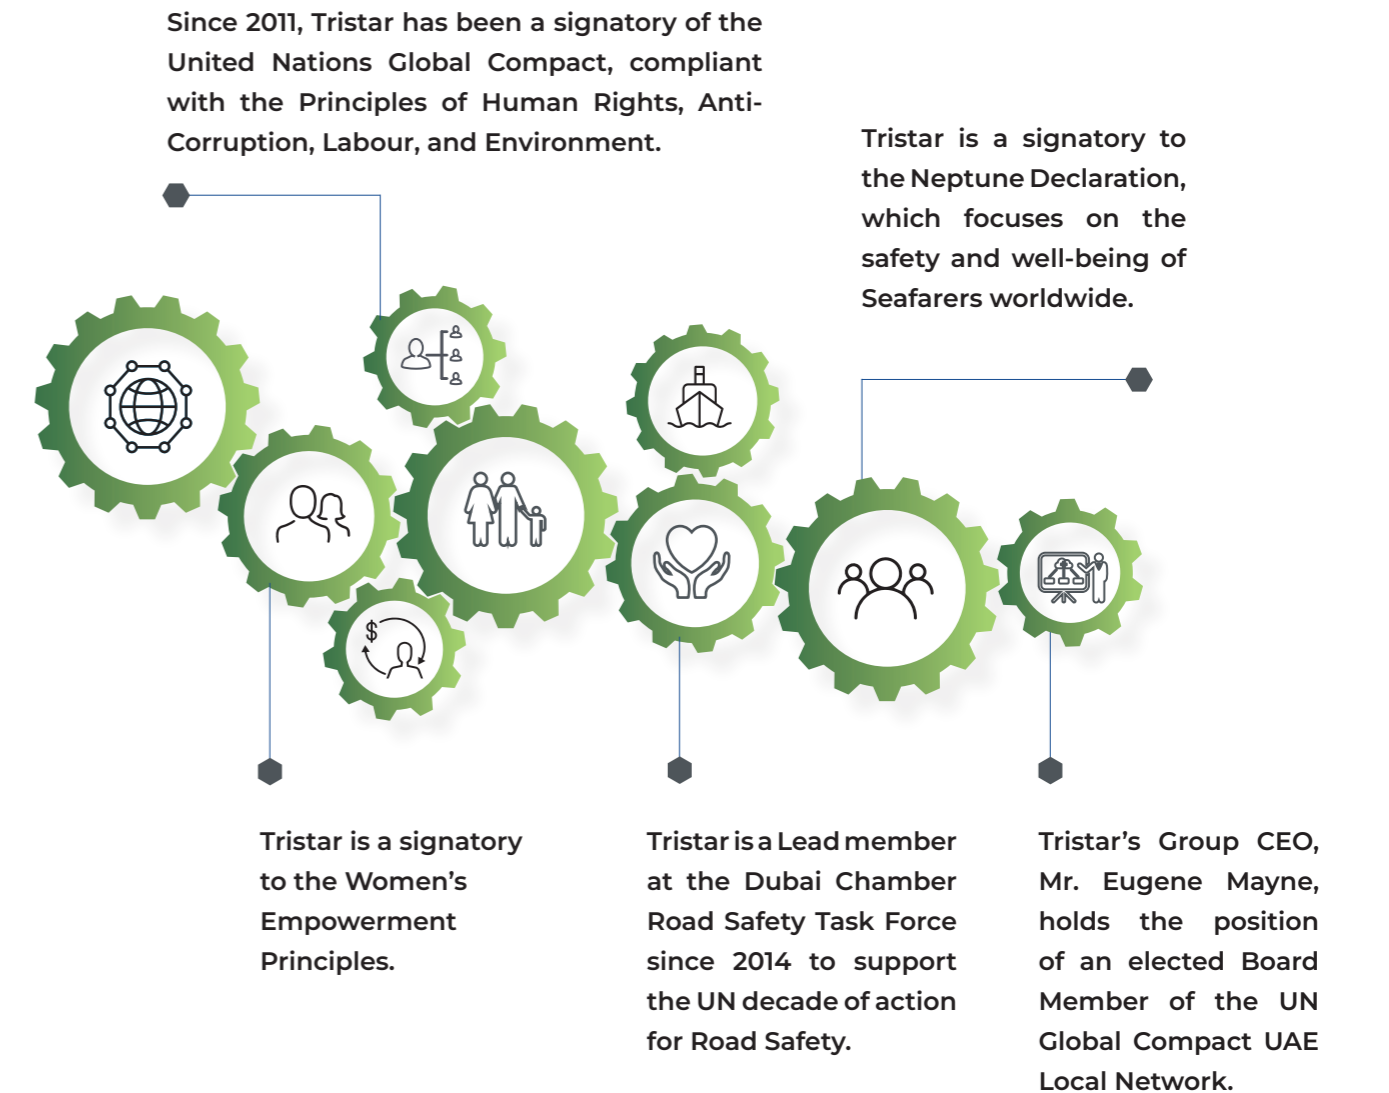 Since 2011, Tristar has been a signatory of the
United Nations Global Compact, compliant
with the Principles of Human Rights, Anti-
Corruption, Labour, and Environment.
Tristar is a signatory to
the Neptune Declaration,
which focuses on the
safety and well-being of
Seafarers worldwide.
$
Tristar is a signatory
to the Women's
Empowerment
Principles.
Tristar is a Lead member
at the Dubai Chamber
Road Safety Task Force
since 2014 to support
the UN decade of action
for Road Safety.
Tristar's Group CEO,
Mr. Eugene Mayne,
holds the position
of an elected Board
Member of the UN
Global Compact UAE
Local Network.